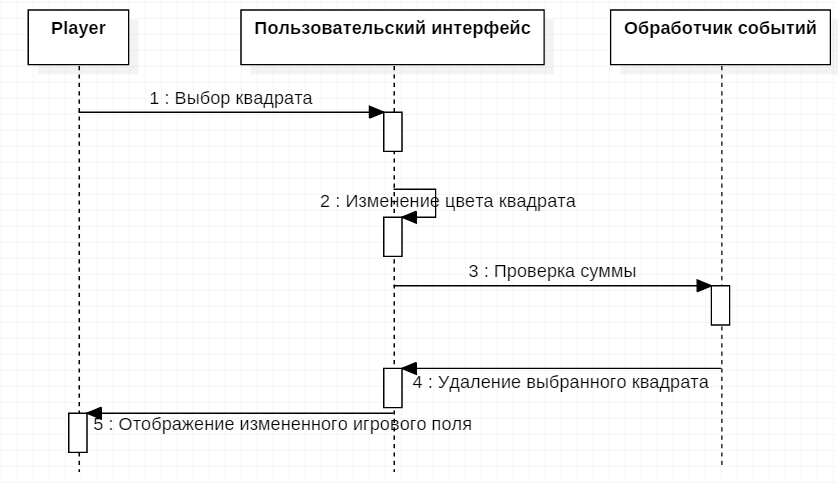 Player
Пользовательский интерфейс
Обработчик событий
1 : Выбор квадрата
2 : Изменение цвета квадрата
3 : Проверка суммы
4 : Удаление выбранного квадрата
5 : Отображение измененного игрового поля